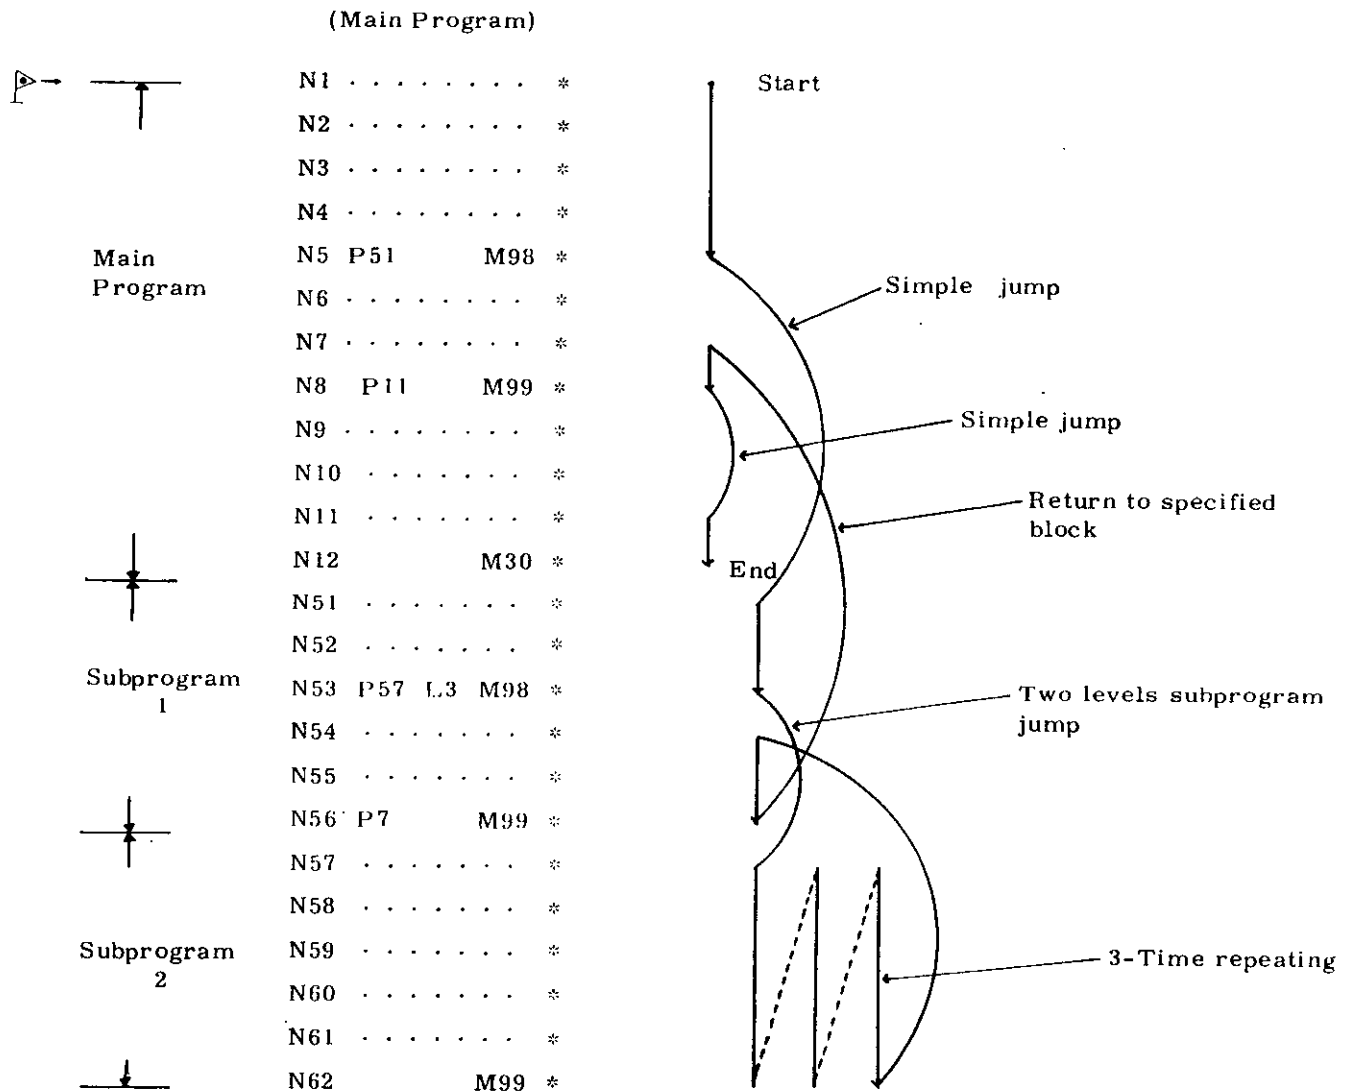 (Main Program)
N1 . . . . . . . . *
Start
N2 . . . . . . . . *
N3 . . . . . . . . *
N4 . . . . . . . . *
Main
Program
N5 P51 M98 *
Simple jump
N6 . . . . . . . . *
N7 . . . . . . . . *
N8 P11 M99 *
Simple jump
N9 . . . . . . . . *
N10 . . . . . . . *
Return to specified
block
N11 . . . . . . . *
N12 M30 *
End
N51 . . . . . . . *
N52 . . . . . . . *
Subprogram
1
N53 P57 L3 M98 *
Two levels subprogram
jump
N54 . . . . . . . *
N55 . . . . . . . *
N56 P7 M99 *
N57 . . . . . . . *
N58 . . . . . . . *
Subprogram
2
N59 . . . . . . . *
3-Time repeating
N60 . . . . . . . *
N61 . . . . . . . *
N62 M99 *